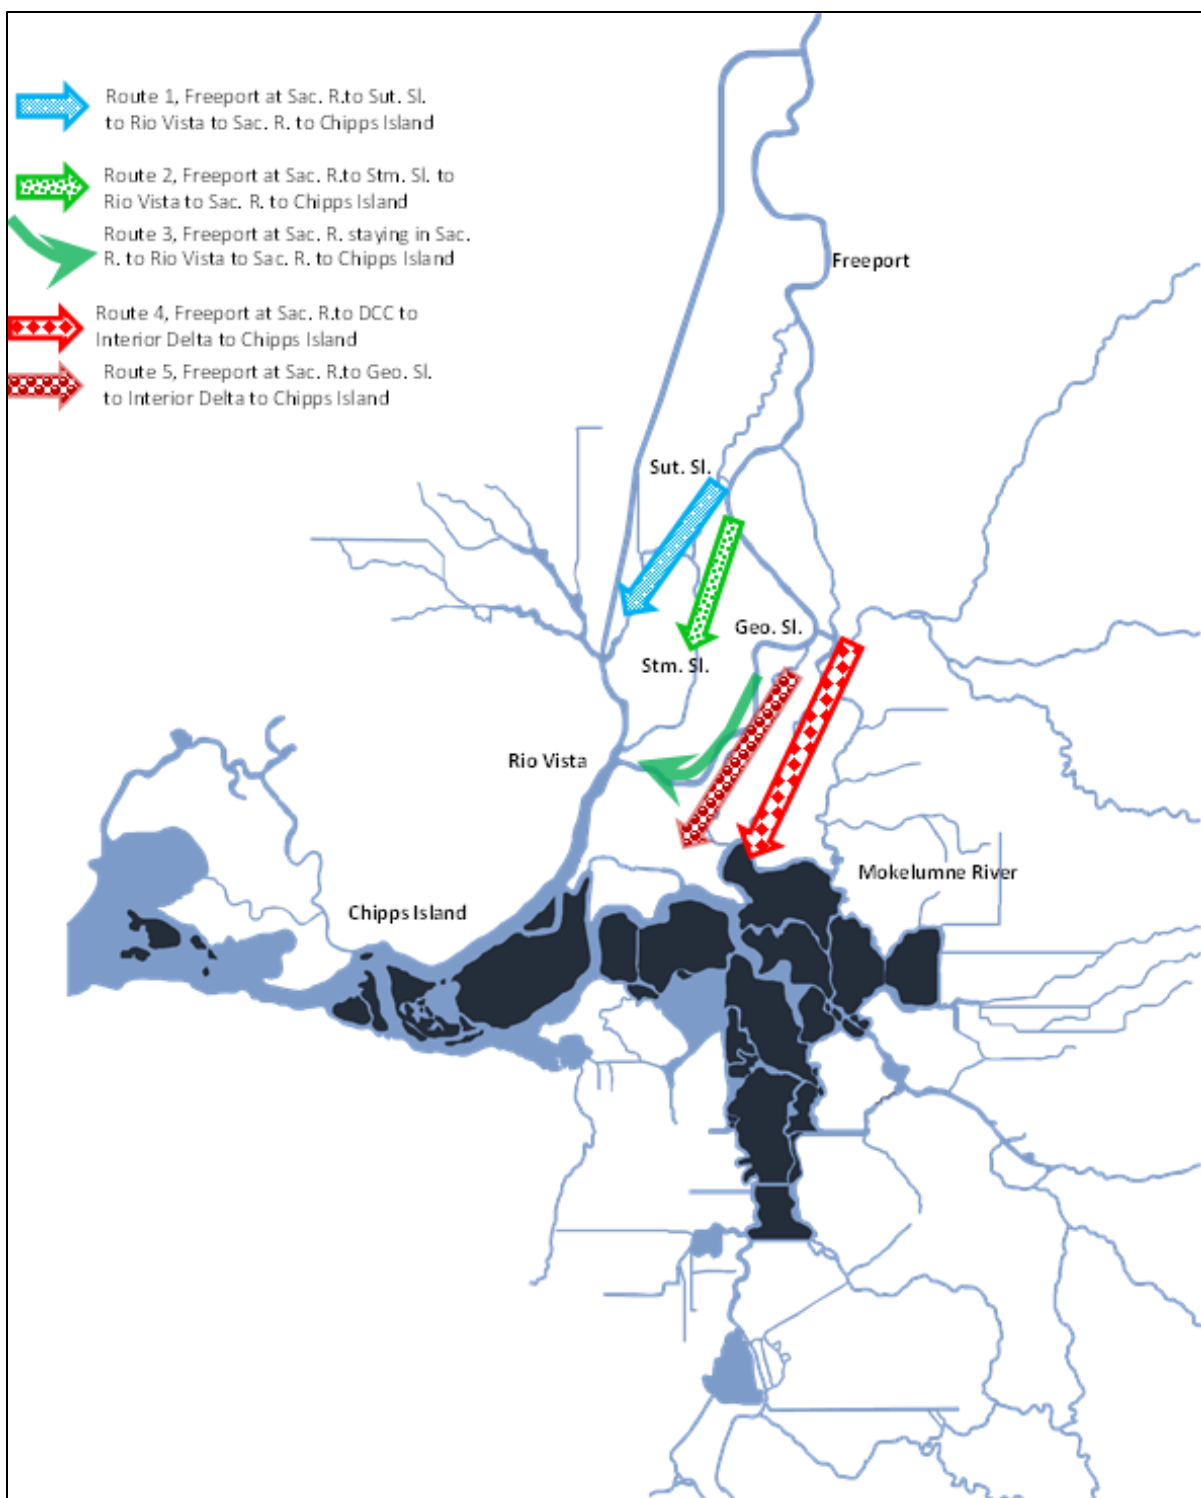 Route 1, Freeport at Sac. R.to Sut. Sl.
to Rio Vista to Sac. R. to Chipps Island
Route 2, Freeport at Sac. R.to Stm. Sl. to
Rio Vista to Sac. R. to Chipps Island
Route 3, Freeport at Sac. R. staying in Sac.
R. to Rio Vista to Sac. R. to Chipps Island
Route 4, Freeport at Sac. R.to DCC to
Interior Delta to Chipps Island
Route 5, Freeport at Sac. R.to Geo. Sl.
to Interior Delta to Chipps Island
Freeport
Sut. Sl.
Geo. Sl.
Stm. Sl.
Rio Vista
Mokelumne River
Chipps Island